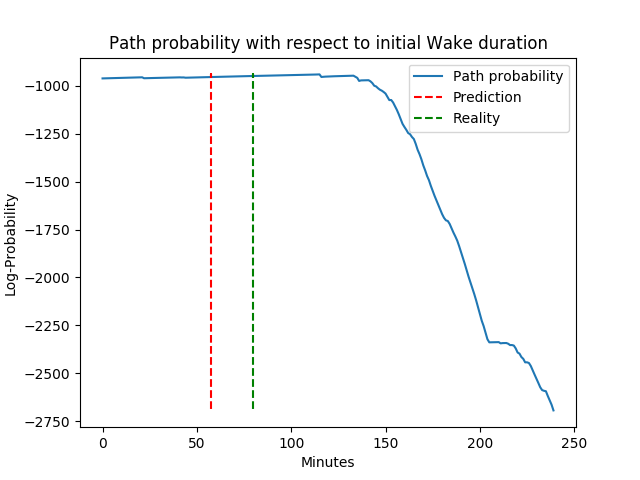 Path probability with respect to initial Wake duration
Path probability
Prediction
Reality
Log-Probability
−1000
−1250
−1500
−1750
−2000
−2250
−2500
−2750
0 50 100 150 200 250
Minutes